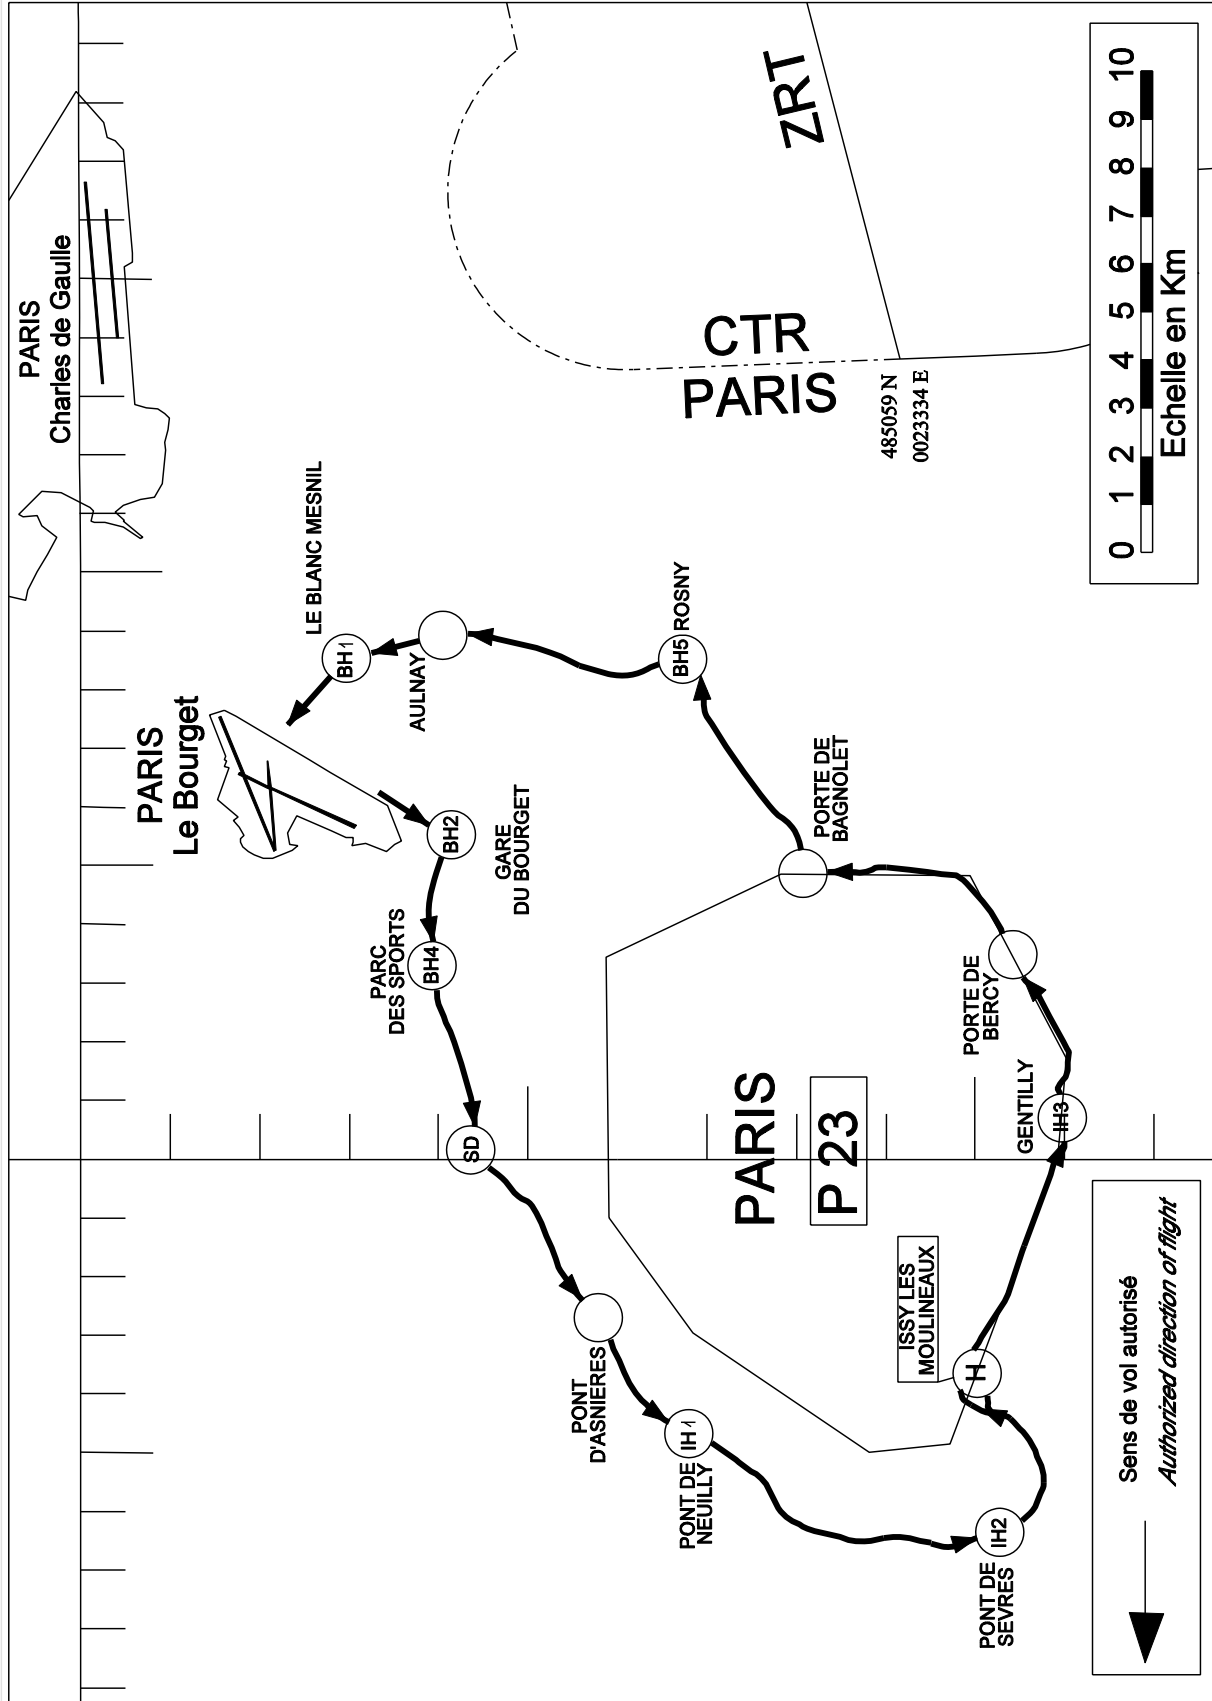 PARIS
Charles de Gaulle
PARIS
Le Bourget
LE BLANC MESNIL
BH1
AULNAY
BH2
GARE
DU BOURGET
PARC
DES SPORTS
BH4
SD
PONT
D'ASNIERES
PONT DE
NEUILLY
IH1
PONT DE
SEVRES
IH2
ISSY LES
MOULINEAUX
H
GENTILLY
IH3
PORTE DE
BERCY
PORTE DE
BAGNOLET
BH5
ROSNY
PARIS
P 23
CTR
PARIS
ZRT
485059 N
0023334 E
0 1 2 3 4 5 6 7 8 9 10
Echelle en Km
Sens de vol autorisé
Authorized direction of flight